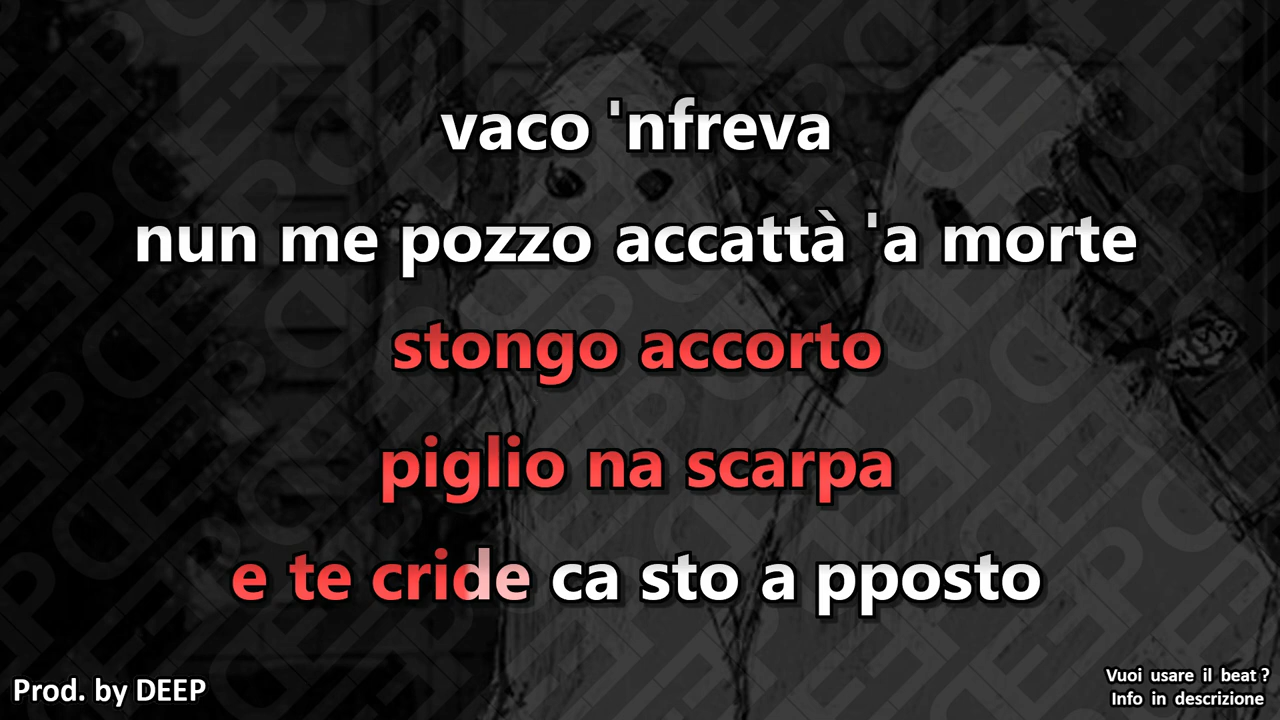 vaco 'nfreva
nun me pozzo accattà 'a morte
stongo accorto
piglio na scarpa
e te cride ca sto a pposto
Prod. by DEEP
Vuoi usare il beat ?
Info in descrizione